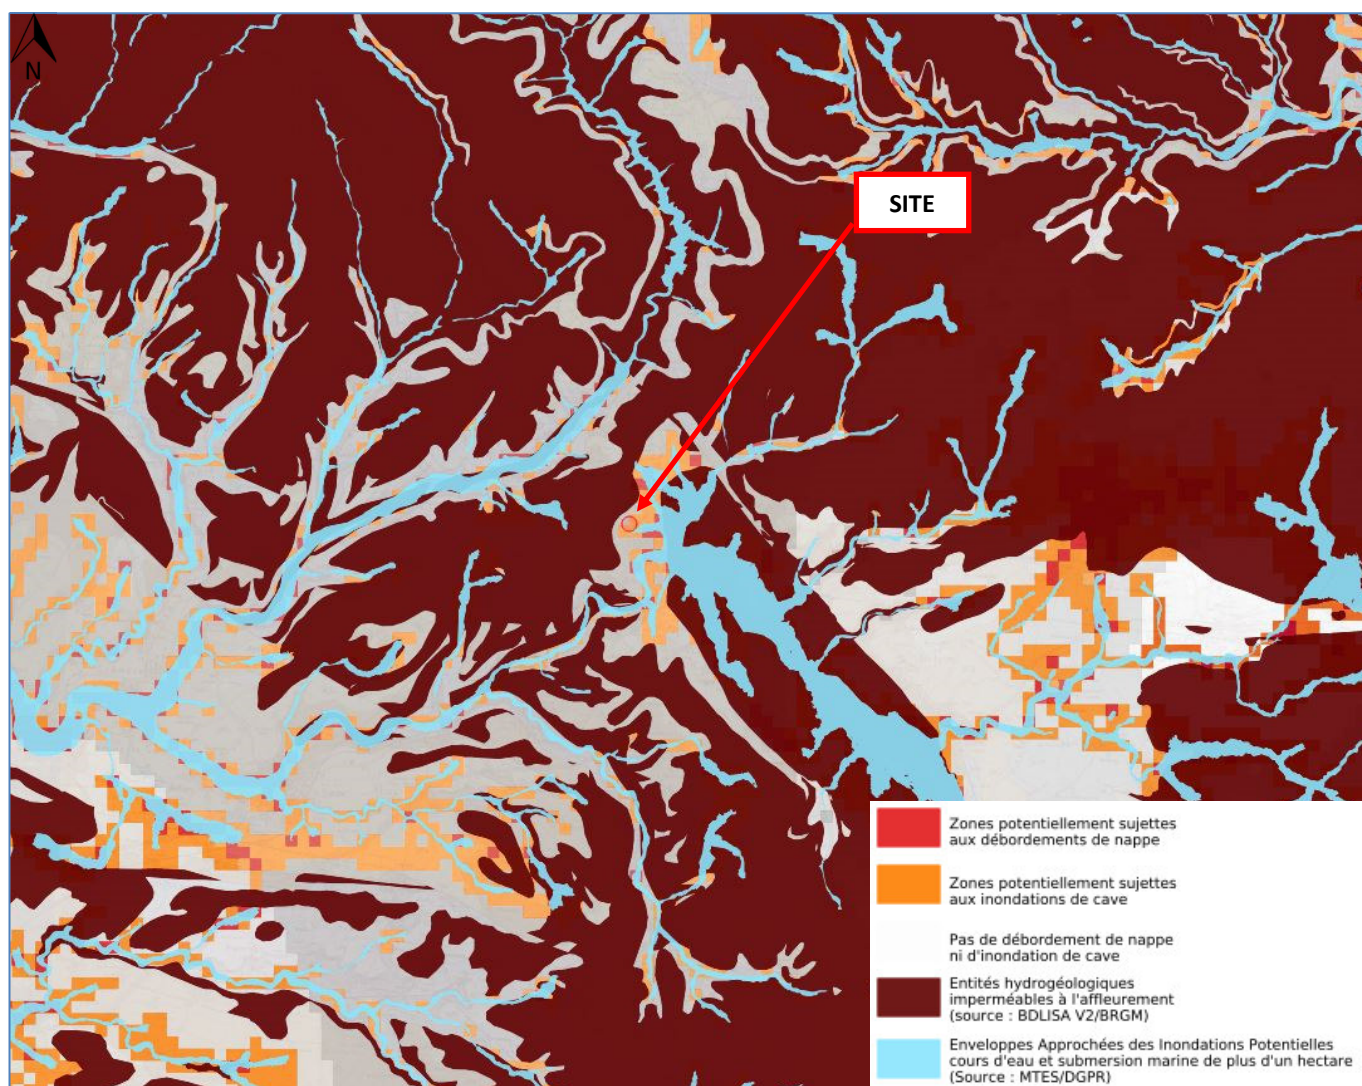 N
SITE
Zones potentiellement sujettes
aux débordements de nappe
Zones potentiellement sujettes
aux inondations de cave
Pas de débordement de nappe
ni d'inondation de cave
Entités hydrogéologiques
imperméables à l'affleurement
(source : BDLISA V2/BRGM)
Enveloppes Approchées des Inondations Potentielles
cours d'eau et submersion marine de plus d'un hectare
(Source : MTES/DGPR)